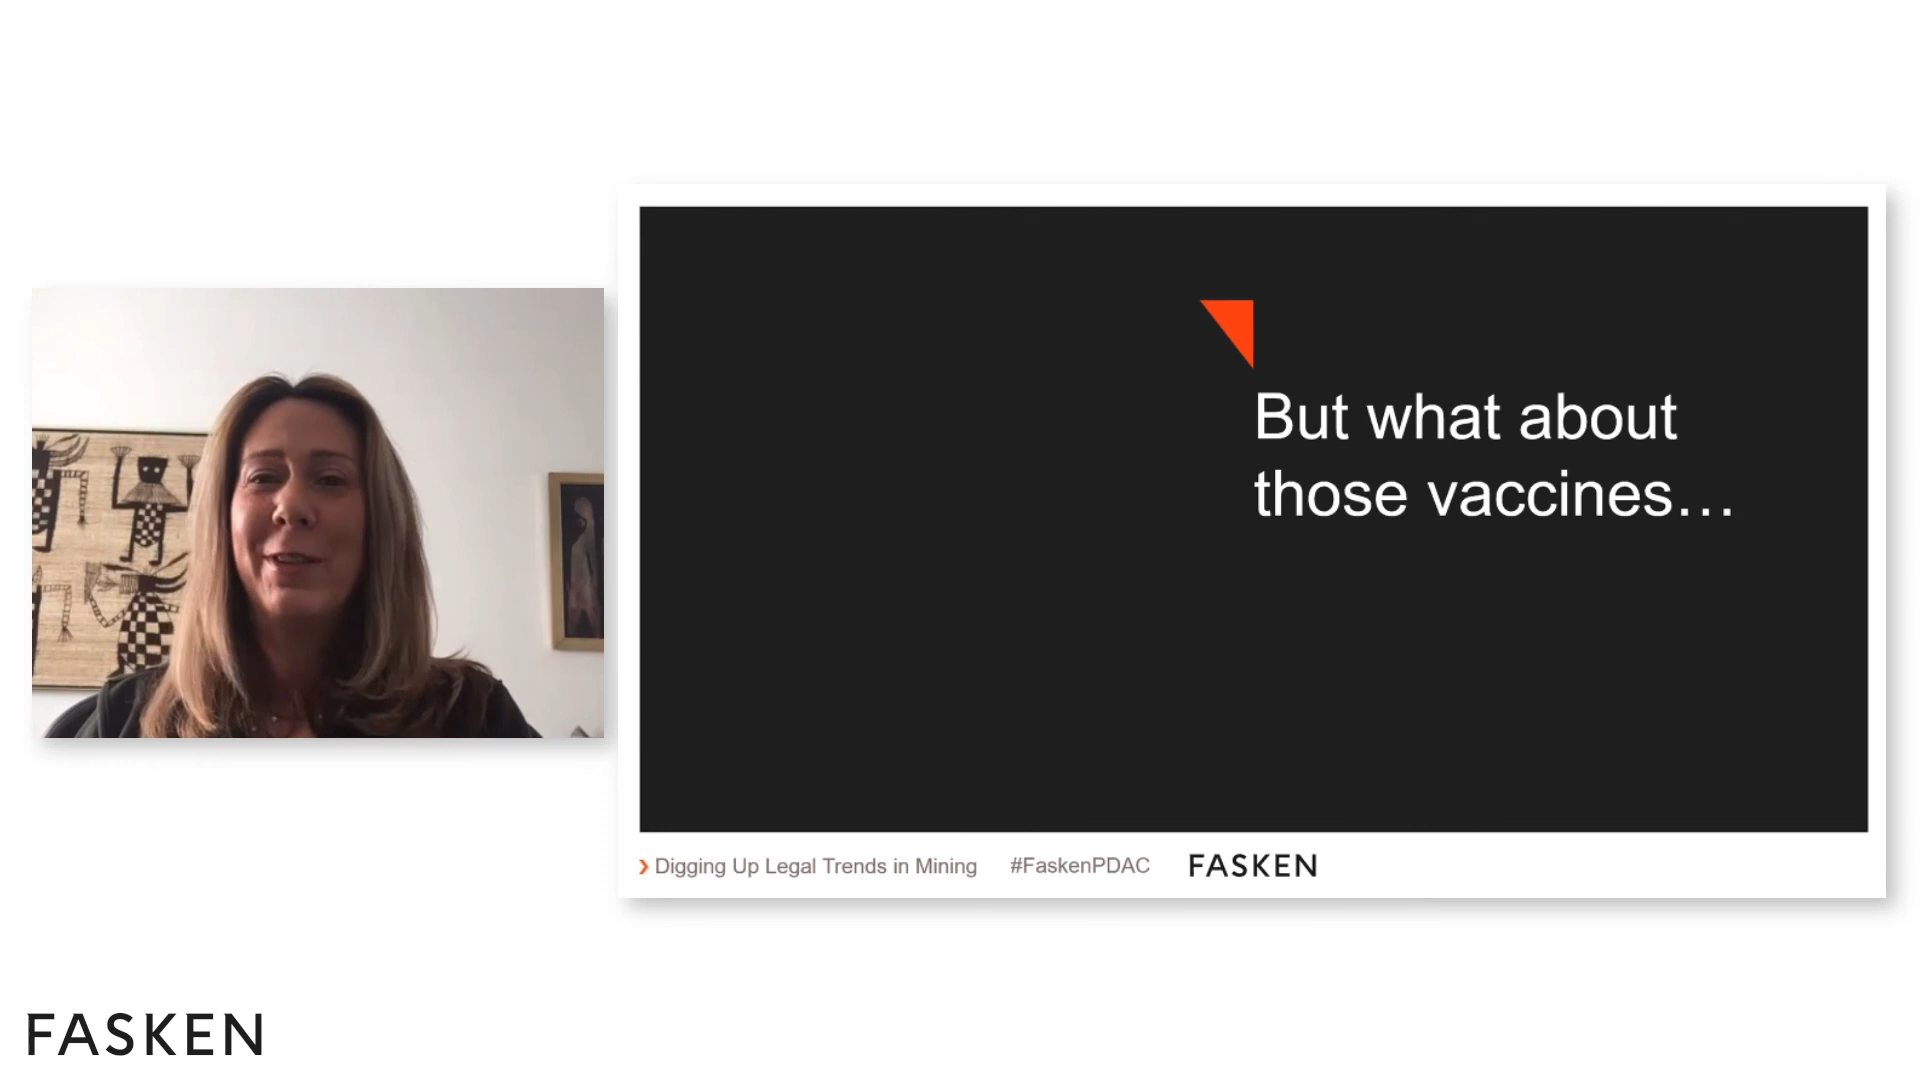 But what about
those vaccines…
› Digging Up Legal Trends in Mining #FaskenPDAC FASKEN
FASKEN